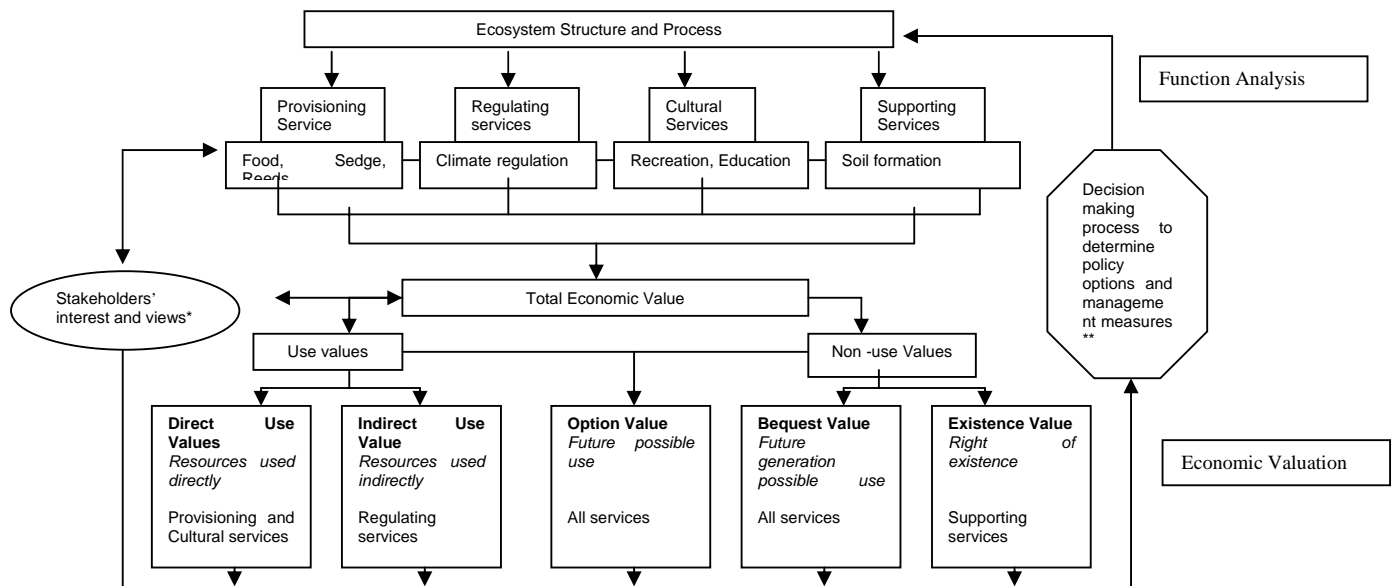 Ecosystem Structure and Process
Function Analysis
Provisioning
Service
Regulating
services
Cultural
Services
Supporting
Services
Food, Sedge,
Reeds
Climate regulation
Recreation, Education
Soil formation
Decision
making
process to
determine
policy
options and
manageme
nt measures
**
Stakeholders'
interest and views*
Total Economic Value
Use values
Non -use Values
Direct Use
Values
Resources used
directly
Provisioning and
Cultural services
Indirect Use
Value
Resources used
indirectly
Regulating
services
Option Value
Future possible
use
All services
Bequest Value
Future
generation
possible use
All services
Existence Value
Right of
existence
Supporting
services
Economic Valuation